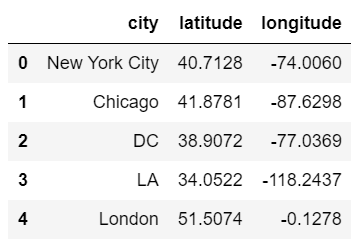 city latitude longitude
0 New York City 40.7128 -74.0060
1 Chicago 41.8781 -87.6298
2 DC 38.9072 -77.0369
3 LA 34.0522 -118.2437
4 London 51.5074 -0.1278